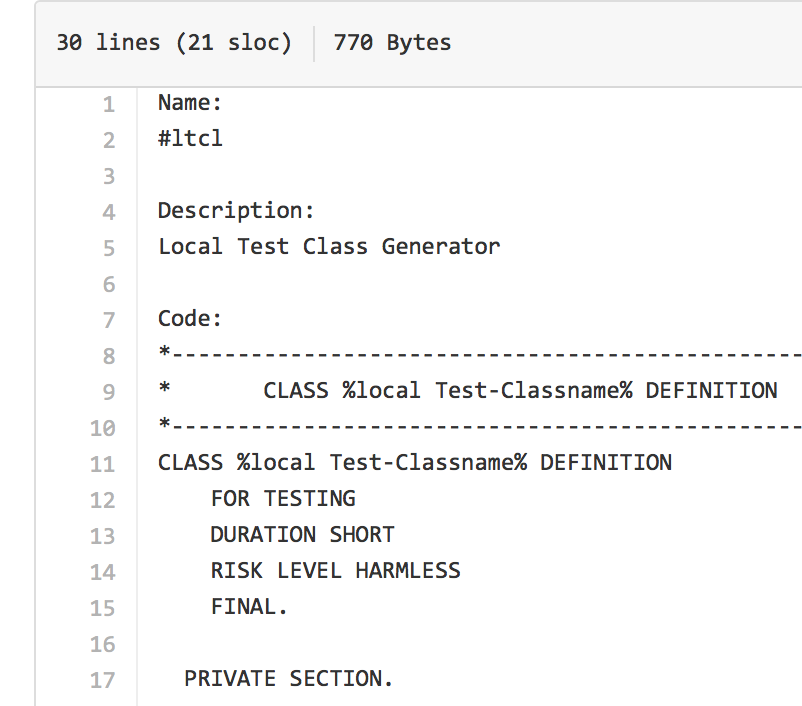 30 lines (21 sloc) 770 Bytes
1 Name:
2 #ltcl
3
4 Description:
5 Local Test Class Generator
6
7 Code:
8 *------------------------------------------------
9 *       CLASS %local Test-Classname% DEFINITION
10 *------------------------------------------------
11 CLASS %local Test-Classname% DEFINITION
12     FOR TESTING
13     DURATION SHORT
14     RISK LEVEL HARMLESS
15     FINAL.
16
17   PRIVATE SECTION.